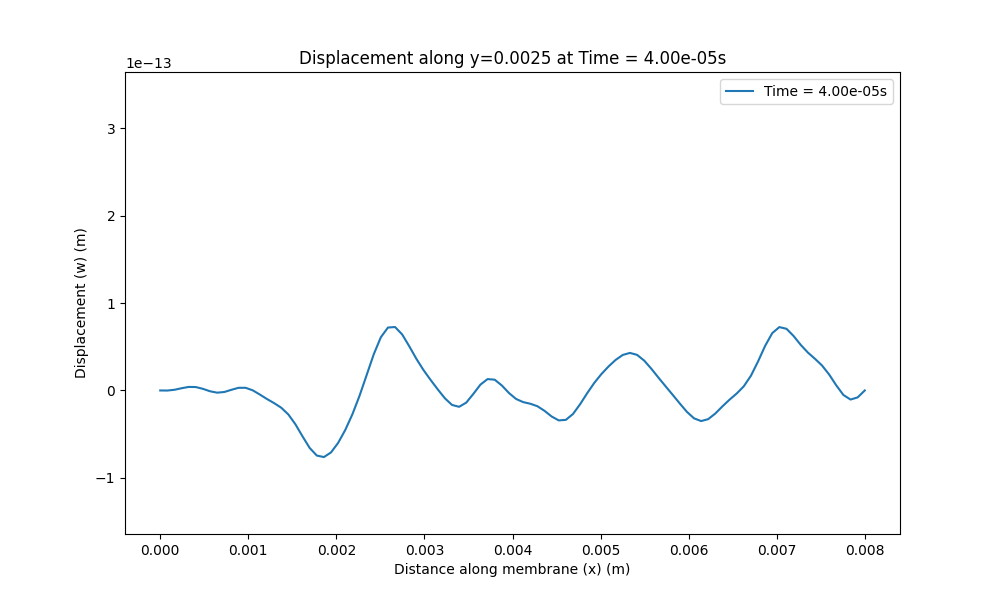 Displacement along y=0.0025 at Time = 4.00e-05s
1e−13
Time = 4.00e-05s
3
2
1
0
−1
Displacement (w) (m)
0.000 0.001 0.002 0.003 0.004 0.005 0.006 0.007 0.008
Distance along membrane (x) (m)